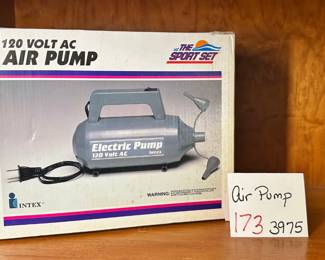 120 VOLT AC
AIR PUMP
THE
SPORT SET
Electric Pump
120 Volt AC
INTEX
WARNING:
INTEX
Air Pump
173 3975